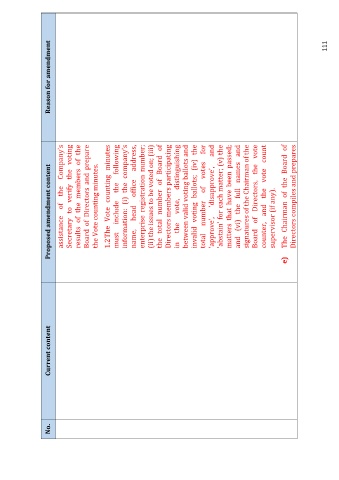 111
No.
Current content
Proposed amendment content
Reason for amendment
assistance of the Company's
Secretary to verify the voting
results of the members of the
Board of Directors and prepare
the Vote counting minutes.
1.2The Vote counting minutes
must include the following
information: (i) the company's
name, head office address,
enterprise registration number;
(ii) the issues to be voted on; (iii)
the total number of Board of
Directors members participating
in the vote, distinguishing
between valid voting ballots and
invalid voting ballots; (iv) the
total number of votes for
"approve", "disapprove", and
"abstain" for each matter; (v) the
matters that have been passed;
and (vi) the full names and
signatures of the Chairman of the
Board of Directors, the vote
counter, and the vote count
supervisor (if any).
e) The Chairman of the Board of
Directors compiles and prepares